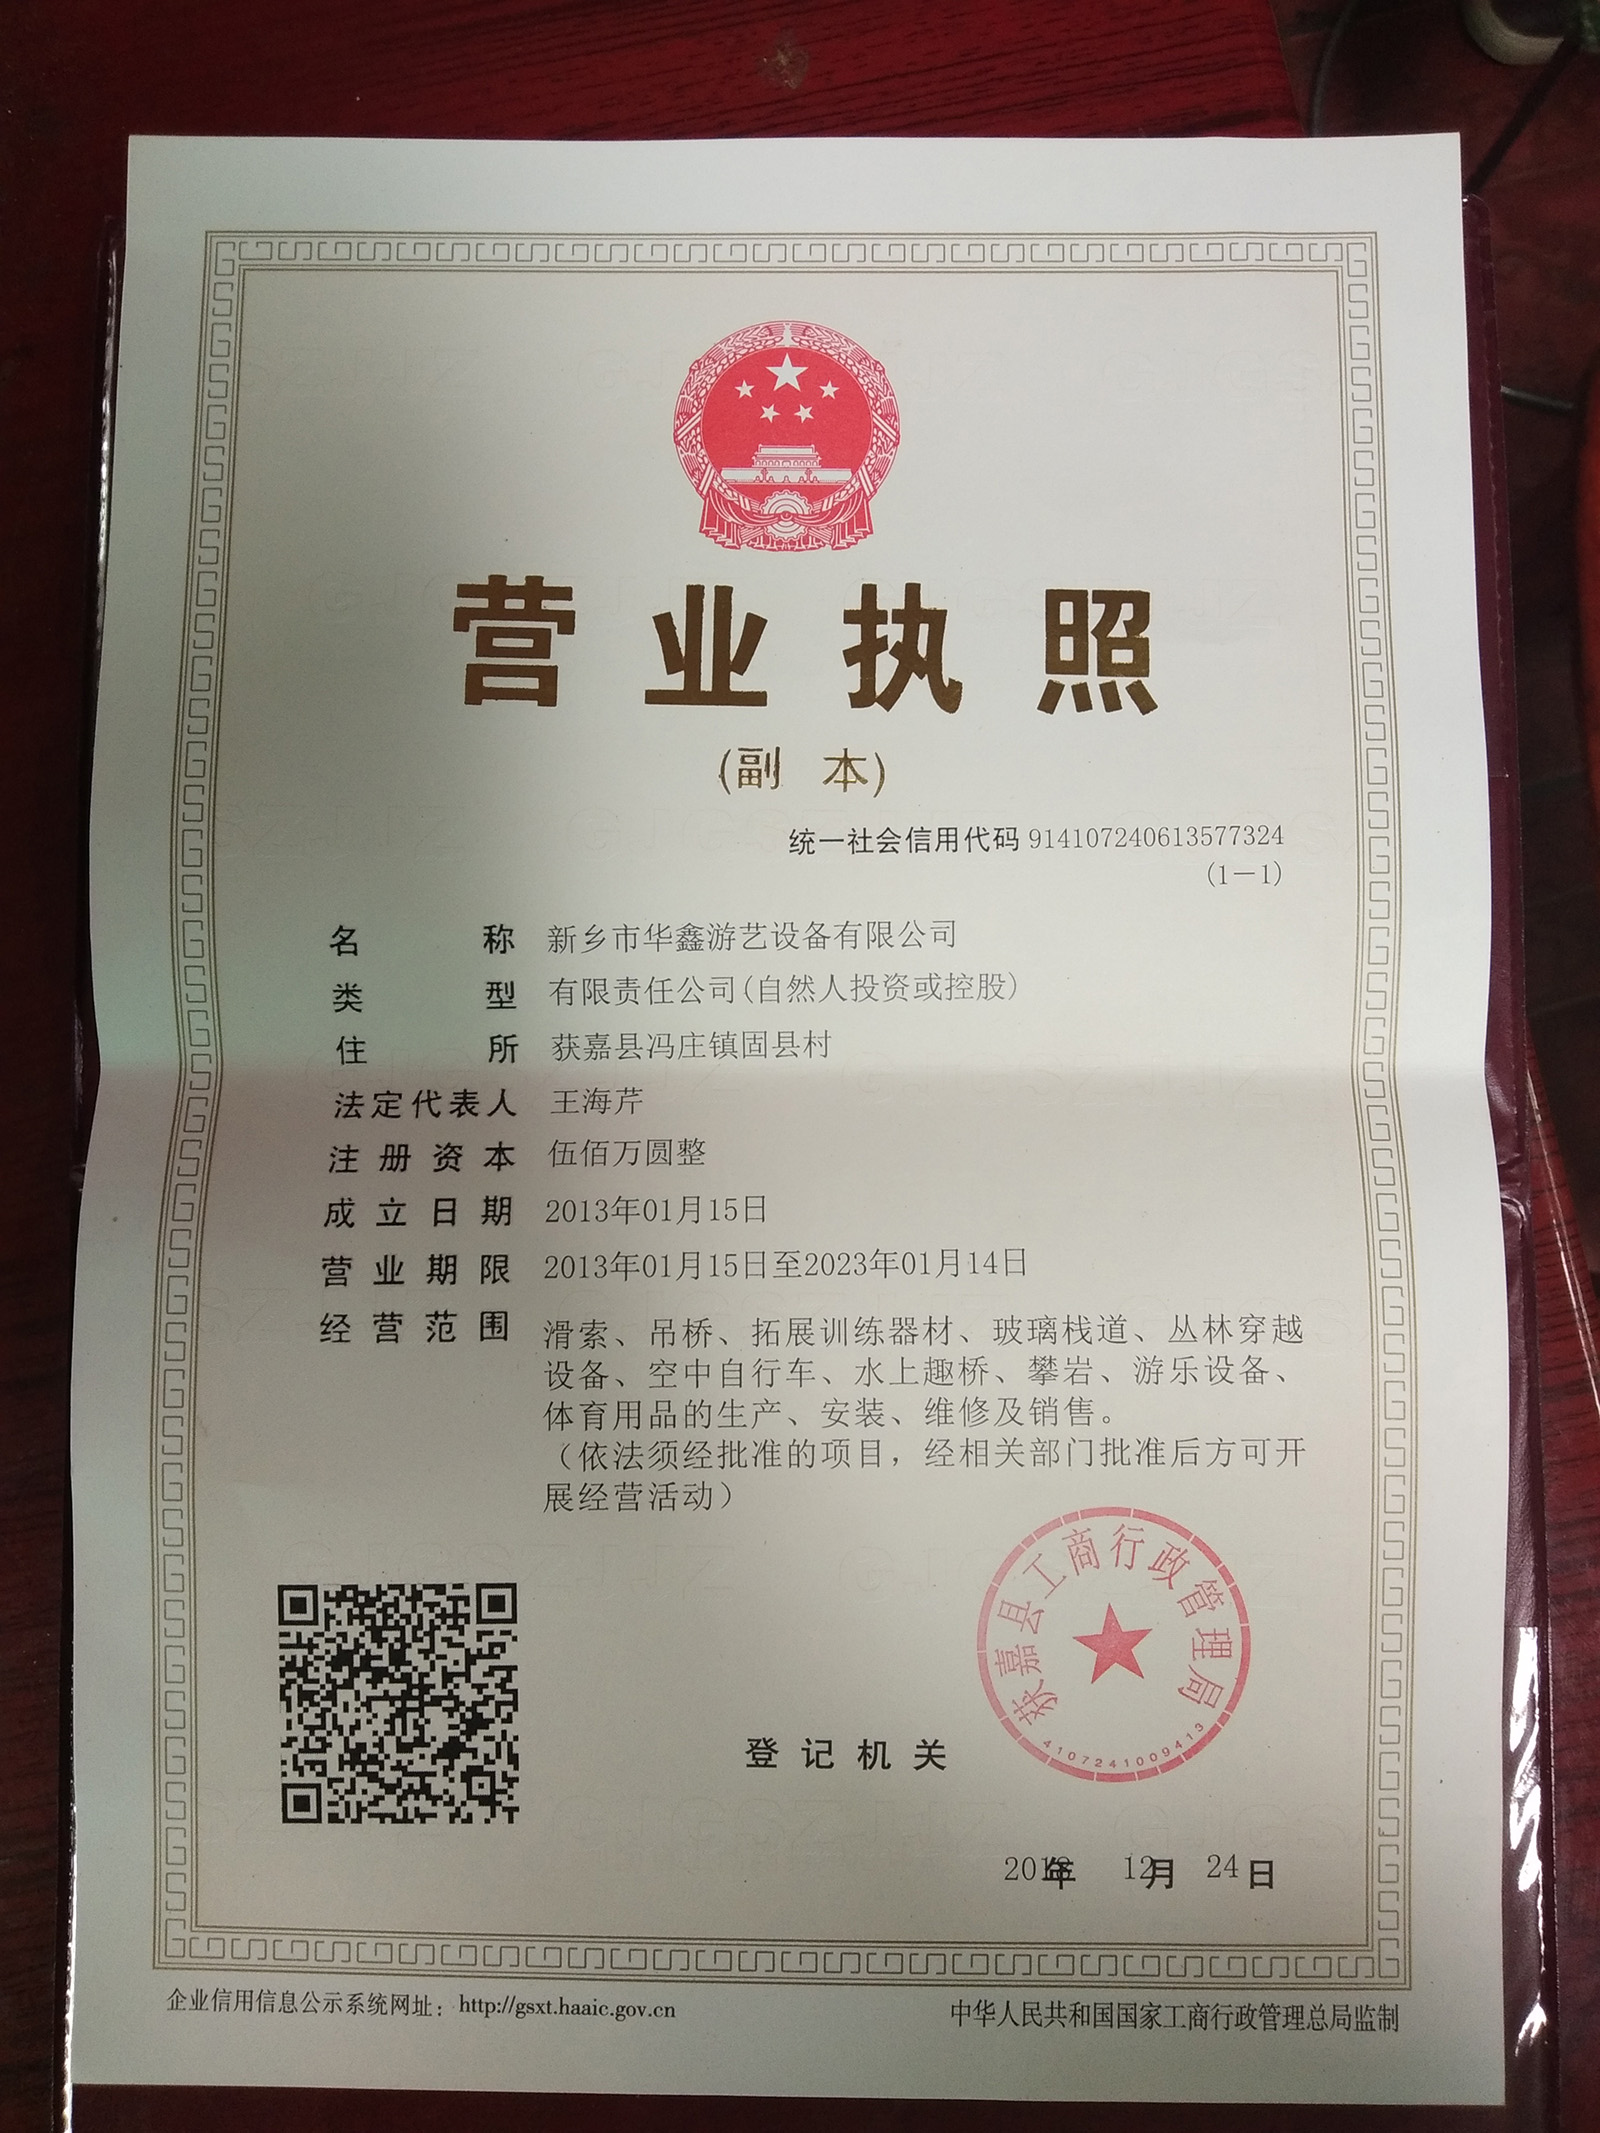 营业执照
(副 本)
统一社会信用代码 914107240613577324
(1-1)
名 称 新乡市华鑫游艺设备有限公司
类 型 有限责任公司(自然人投资或控股)
住 所 获嘉县冯庄镇固县村
法定代表人 王海芹
注册资本 伍佰万圆整
成立日期 2013年01月15日
营业期限 2013年01月15日至2023年01月14日
经营范围 滑索、吊桥、拓展训练器材、玻璃栈道、丛林穿越
设备、空中自行车、水上趣桥、攀岩、游乐设备、
体育用品的生产、安装、维修及销售。
（依法须经批准的项目，经相关部门批准后方可开
展经营活动）
获嘉县工商行政管理局
4107241009413
登记机关
12月 24日
企业信用信息公示系统网址：http://gsxt.haaic.gov.cn
中华人民共和国国家工商行政管理总局监制